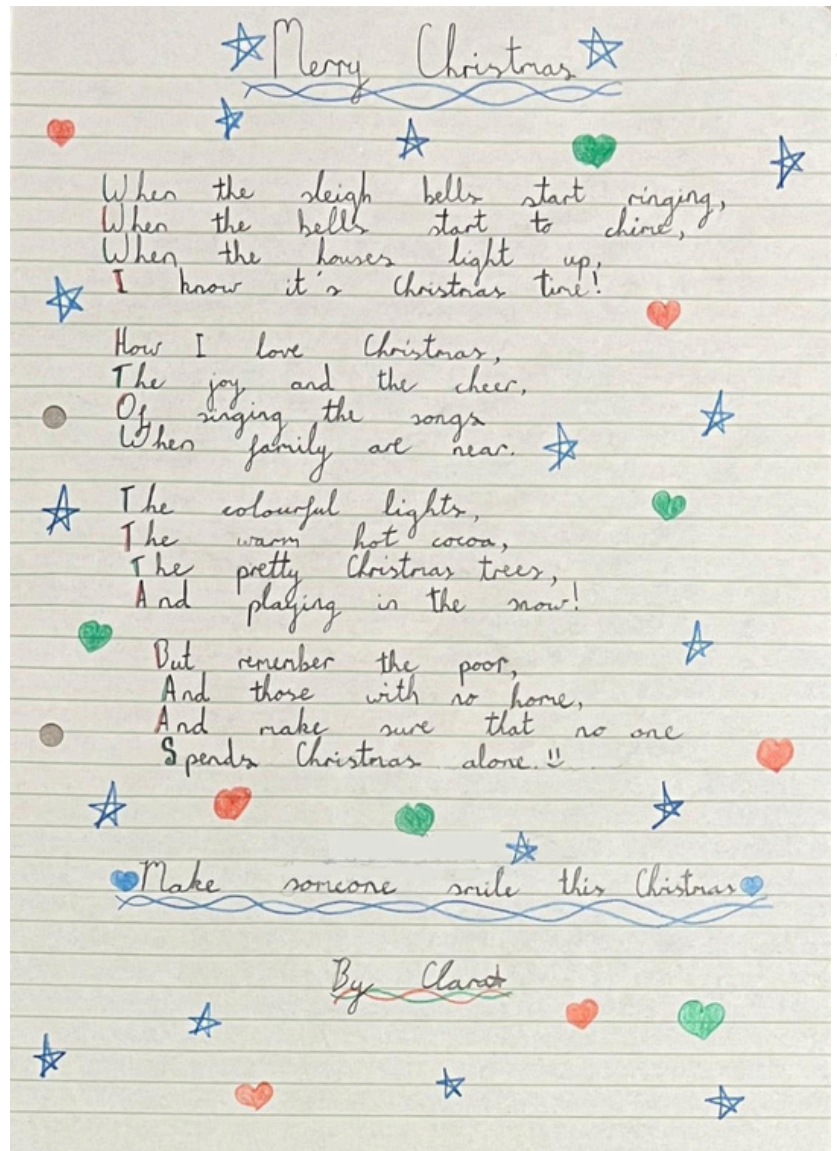 Merry Christmas
When the sleigh bells start ringing,
When the bells start to chime,
When the houses light up,
I know it's Christmas time!
How I love Christmas,
The joy and the cheer,
Of singing the songs
When family are near.
The colourful lights,
The warm hot cocoa,
The pretty Christmas trees,
And playing in the snow!
But remember the poor,
And those with no home,
And make sure that no one
Spends Christmas alone.
Make someone smile this Christmas
By Clara